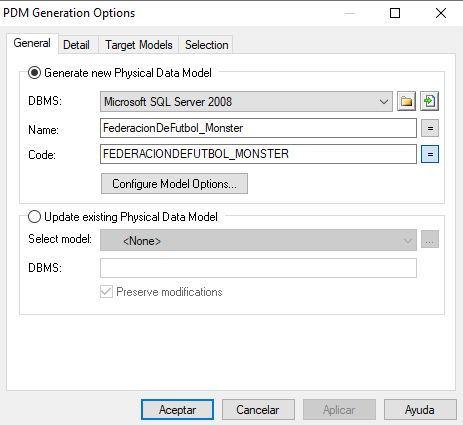 PDM Generation Options
General Detail Target Models Selection
Generate new Physical Data Model
DBMS: Microsoft SQL Server 2008
Name: FederacionDeFutbol_Monster =
Code: FEDERACIONDEFUTBOL_MONSTER =
Configure Model Options...
Update existing Physical Data Model
Select model: <None> ...
DBMS:
Preserve modifications
Aceptar Cancelar Aplicar Ayuda